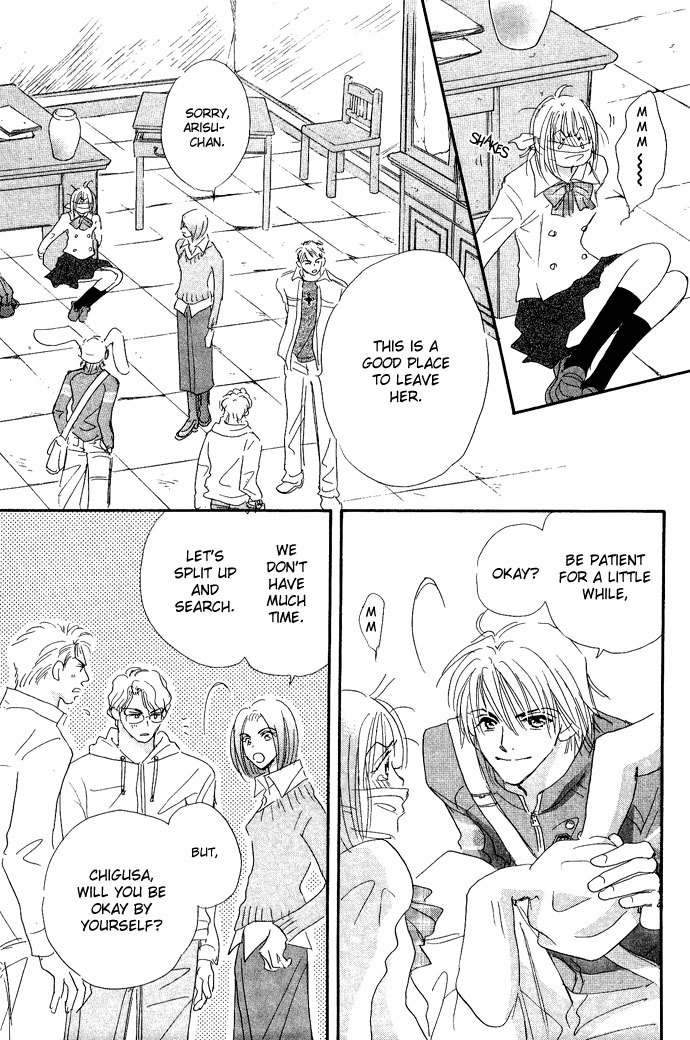 MMM~
SHAKES
SORRY,
ARISU-
CHAN.
THIS IS A
GOOD PLACE
TO LEAVE
HER.
BE PATIENT
FOR A LITTLE
WHILE,
OKAY?
MM
WE
DON'T
HAVE
MUCH
TIME.
LET'S
SPLIT UP
AND
SEARCH.
BUT,
CHIGUSA,
WILL YOU BE
OKAY BY
YOURSELF?